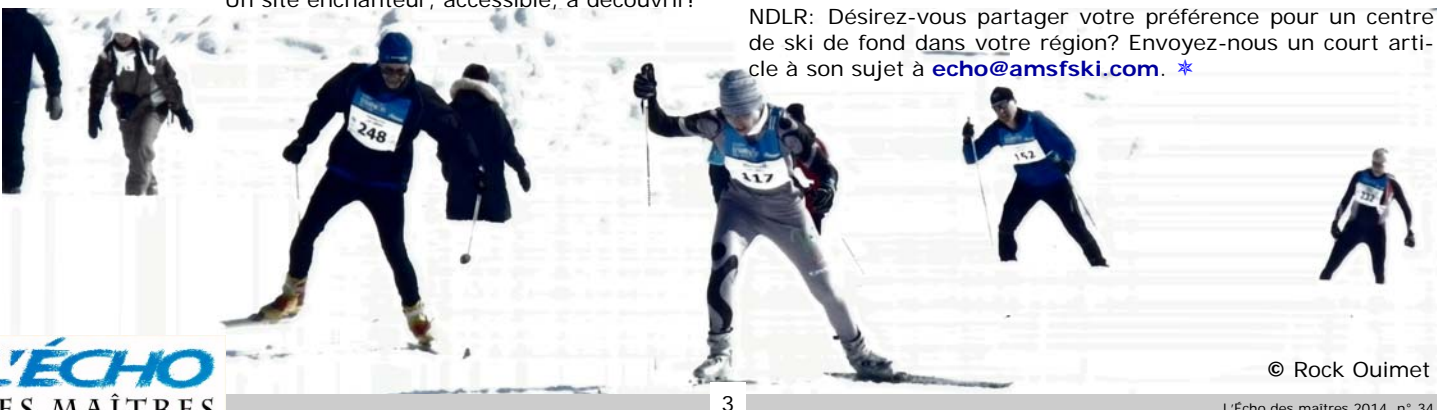 Un site enchanteur, accessible, à découvrir!
NDLR: Désirez-vous partager votre préférence pour un centre
de ski de fond dans votre région? Envoyez-nous un court arti-
cle à son sujet à echo@amsfski.com. *
248
117
152
© Rock Ouimet
'ÉCHO
ES MAÎTRES
3
L'Écho des maîtres 2014, n° 34